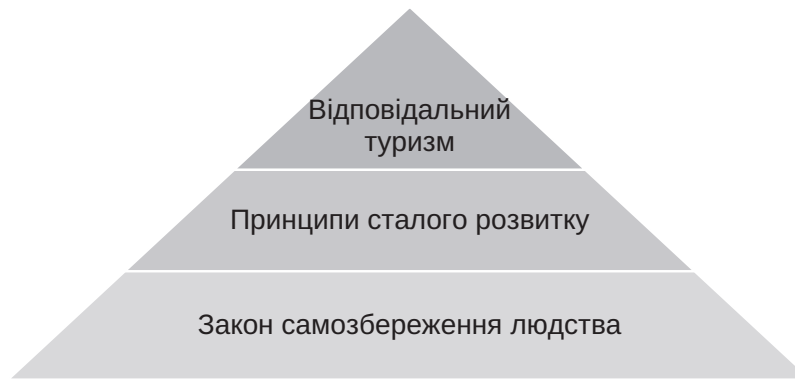 Відповідальний
туризм
Принципи сталого розвитку
Закон самозбереження людства